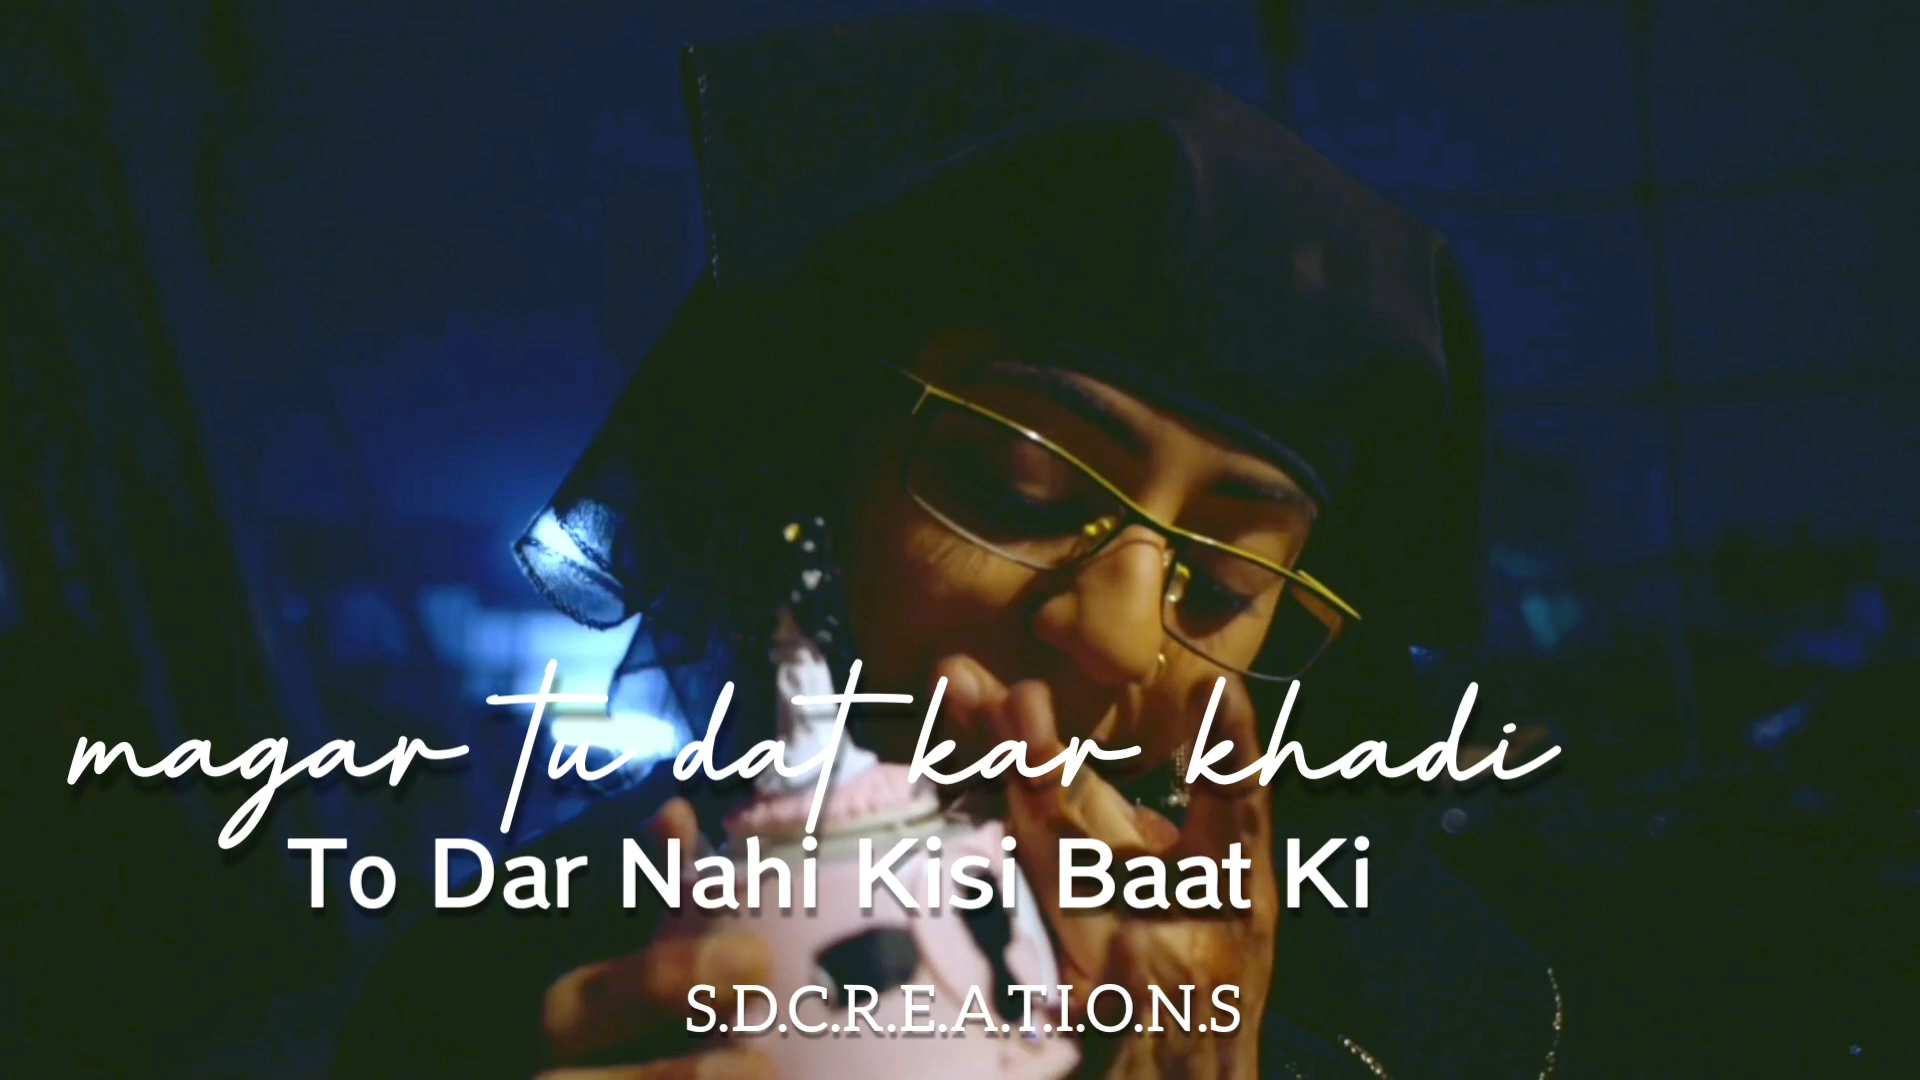 magar tu dat kar khadi
To Dar Nahi Kisi Baat Ki
S.D.C.R.E.A.T.I.O.N.S